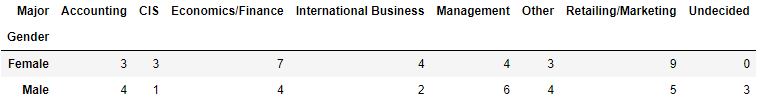 Major Accounting CIS Economics/Finance International Business Management Other Retailing/Marketing Undecided
Gender
Female 3 3 7 4 4 3 9 0
Male 4 1 4 2 6 4 5 3